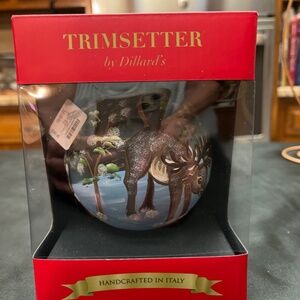 TRIMSETTER
by Dillard's
HANDCRAFTED IN ITALY